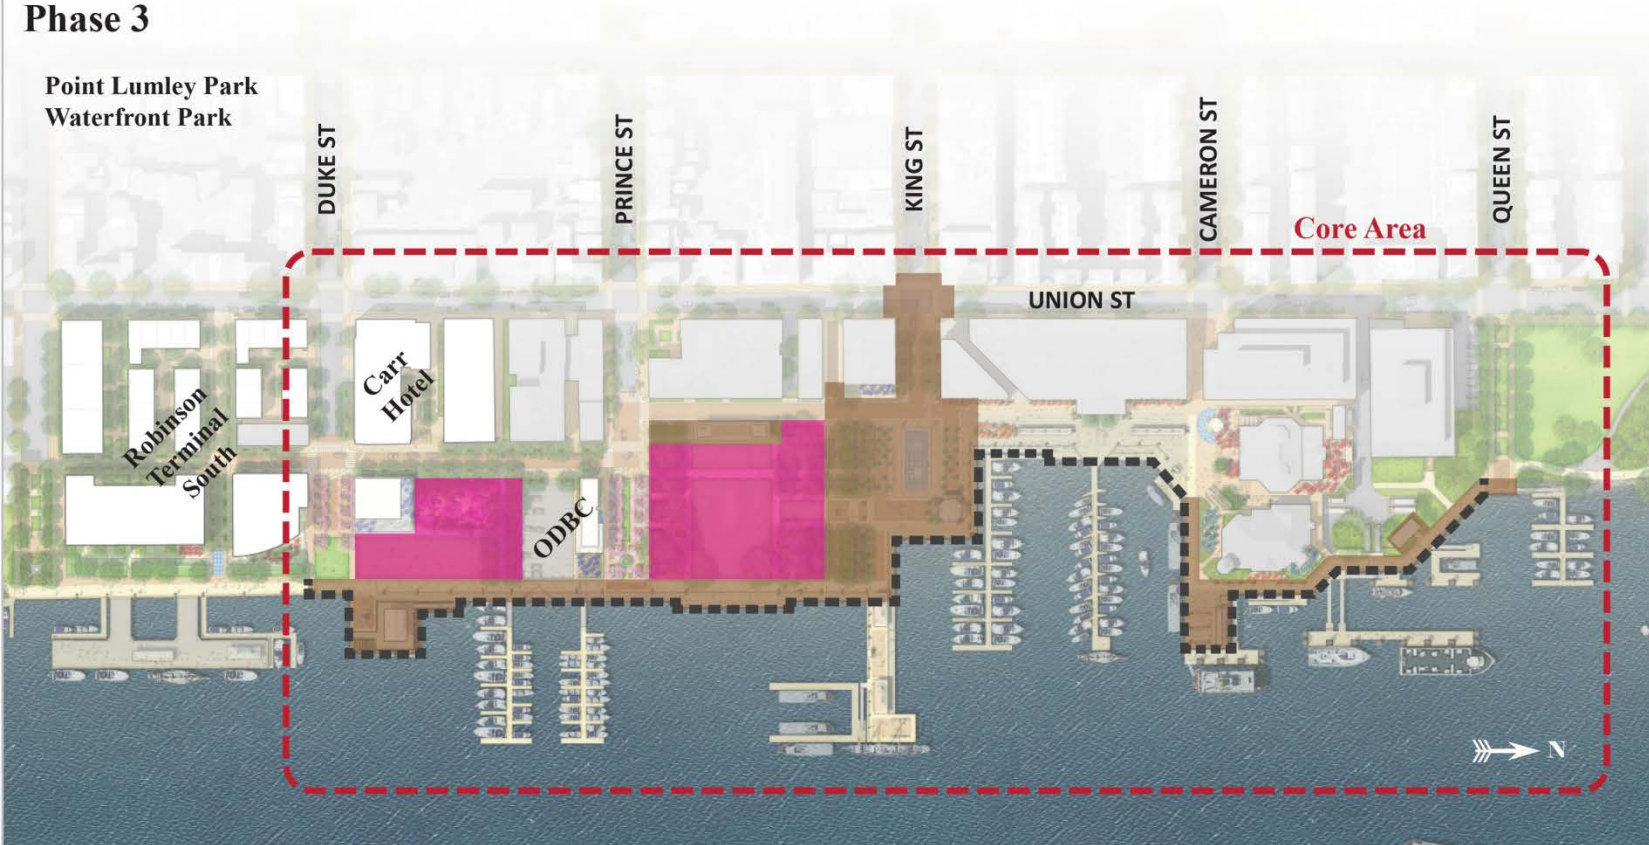 Phase 3
Point Lumley Park
Waterfront Park
DUKE ST
PRINCE ST
KING ST
CAMERON ST
QUEEN ST
Core Area
UNION ST
Carr
Hotel
Robinson
Terminal
South
ODBC
N